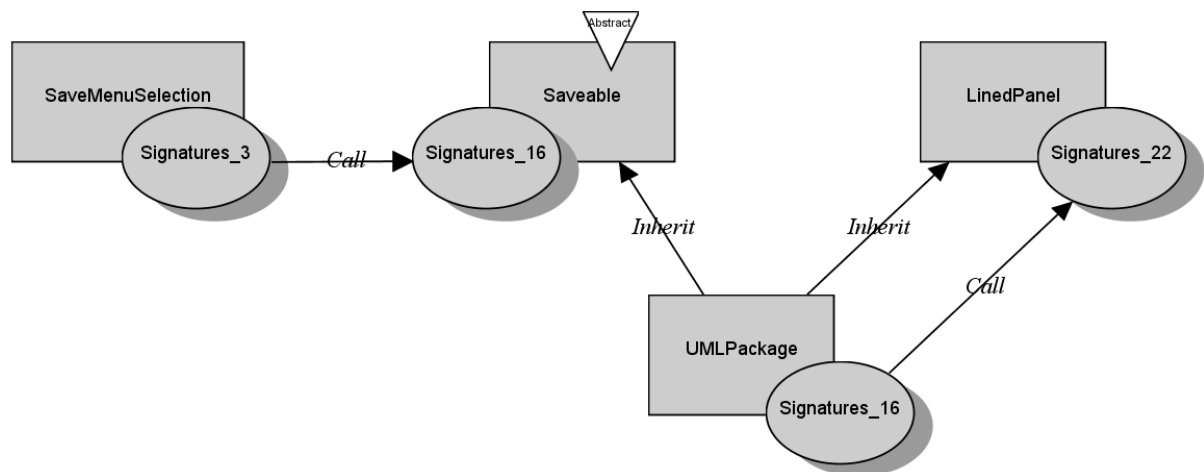 Abstract
SaveMenuSelection
Saveable
LinedPanel
Signatures_3
Call
Signatures_16
Signatures_22
Inherit
Inherit
Call
UMLPackage
Signatures_16